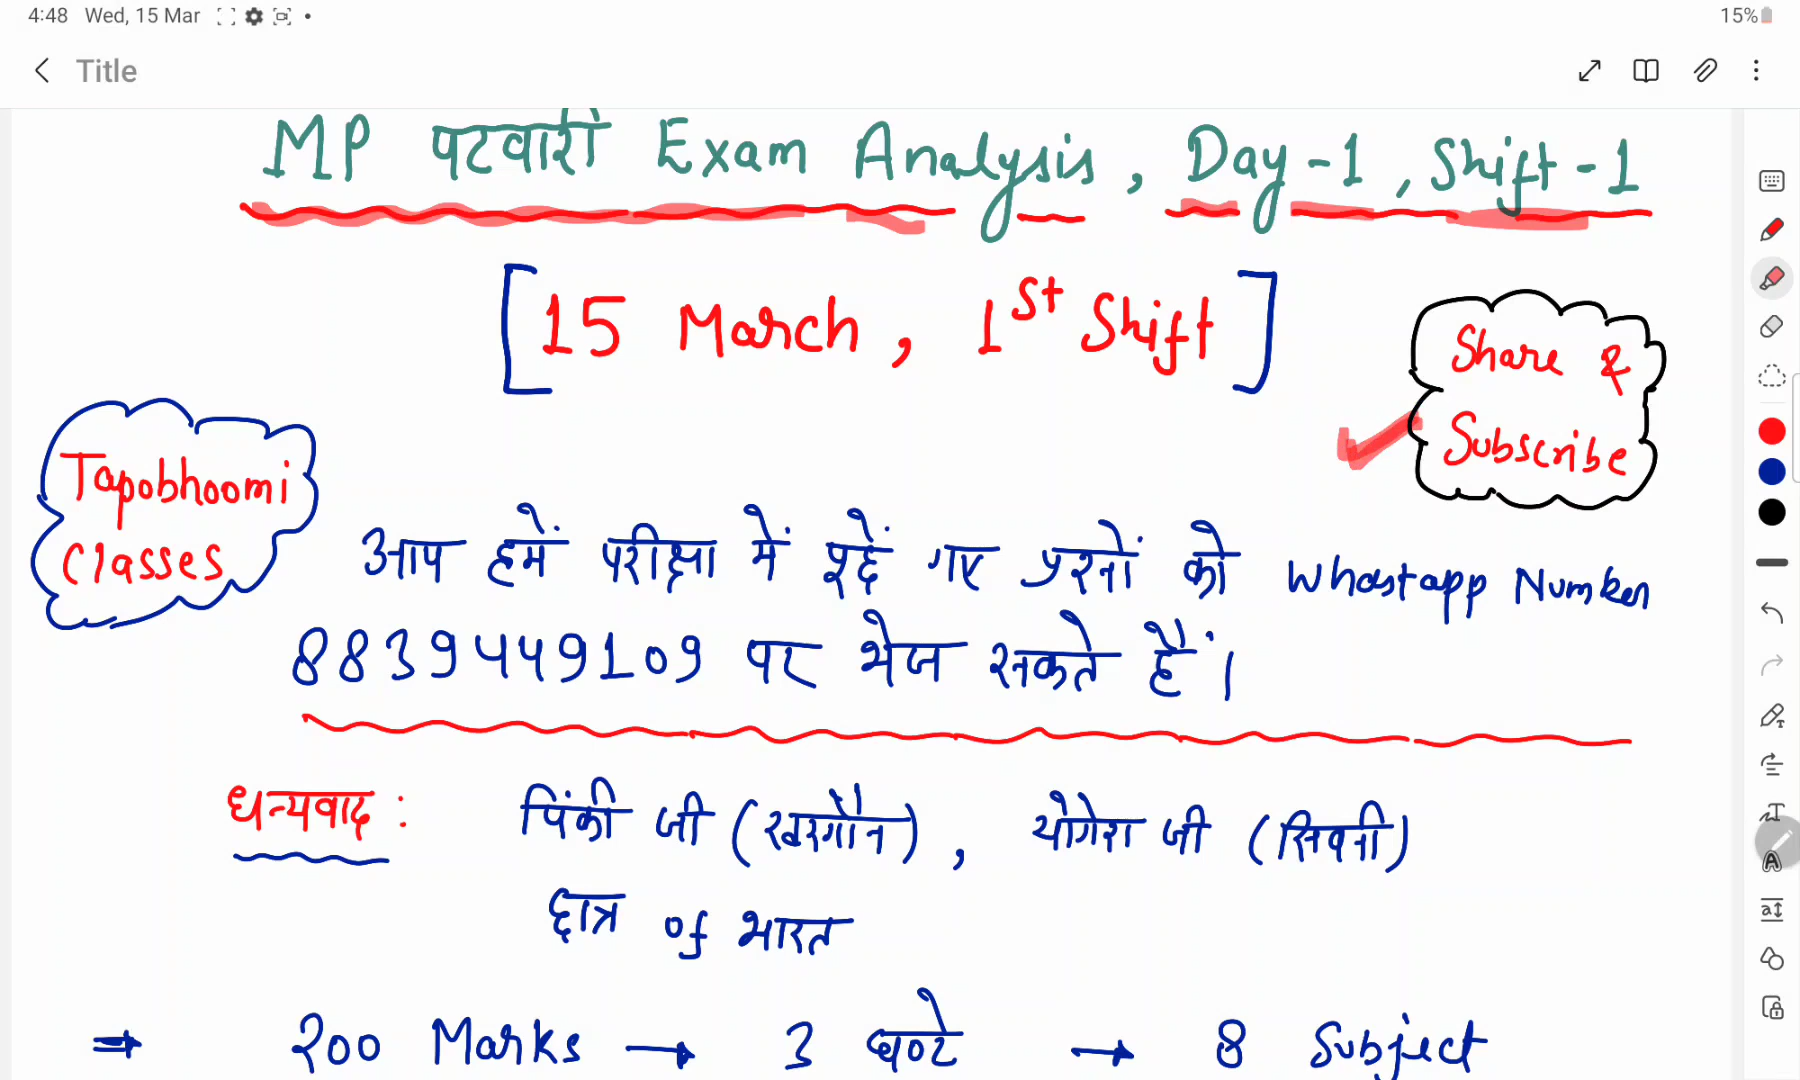 4:48 Wed, 15 Mar
15%
Title
MP पटवारी Exam Analysis, Day-1, Shift-1
[15 March, 1st Shift]
Share &
Subscribe
Tapobhoomi
Classes
आप हमें परीक्षा में पूछें गए प्रश्नों को Whastapp Number
8839449109 पर भेज सकते हैं।
धन्यवाद : पिंकी जी (खरगौन), योगेश जी (सिवनी)
छात्र of भारत
⇒ 200 Marks → 3 घण्टे → 8 Subject